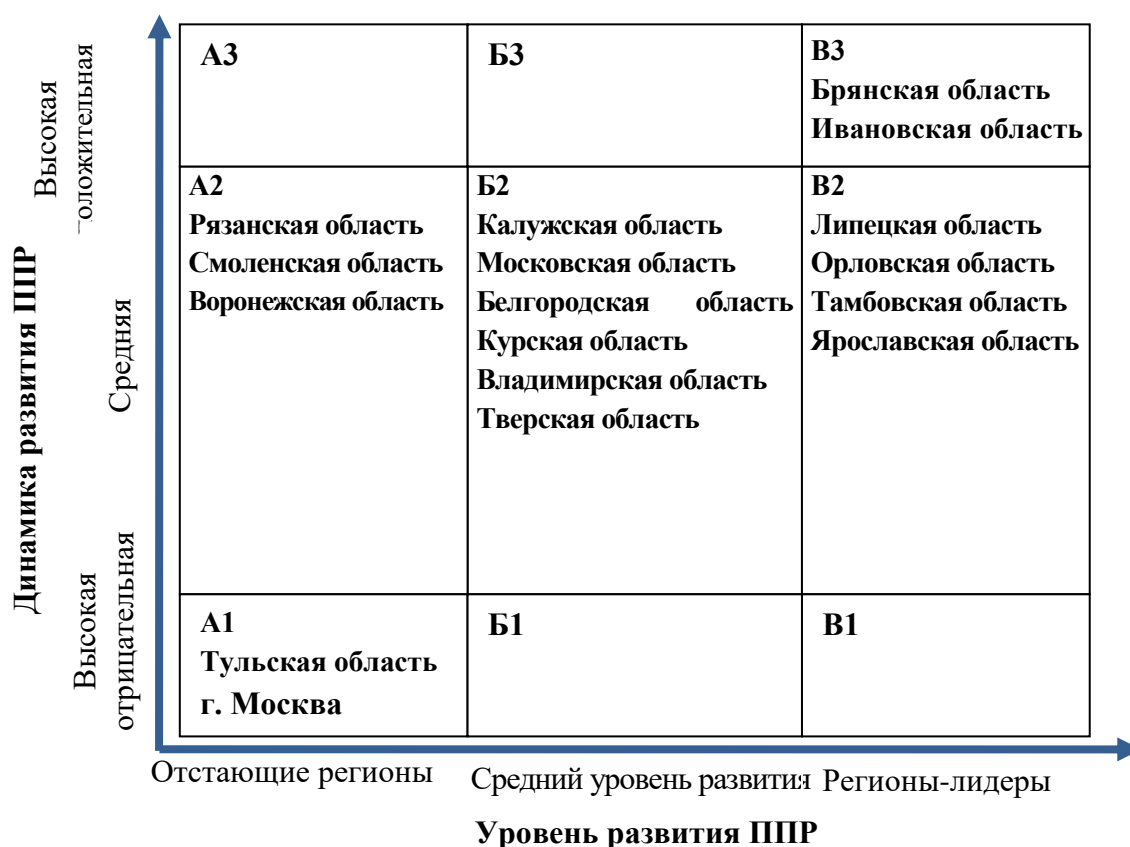 Динамика развития ППР
Высокая
оложительная
Средняя
Высокая
отрицательная
А3
Б3
В3
Брянская область
Ивановская область
А2
Рязанская область
Смоленская область
Воронежская область
Б2
Калужская область
Московская область
Белгородская область
Курская область
Владимирская область
Тверская область
В2
Липецкая область
Орловская область
Тамбовская область
Ярославская область
А1
Тульская область
г. Москва
Б1
В1
Отстающие регионы
Средний уровень развития
Регионы-лидеры
Уровень развития ППР